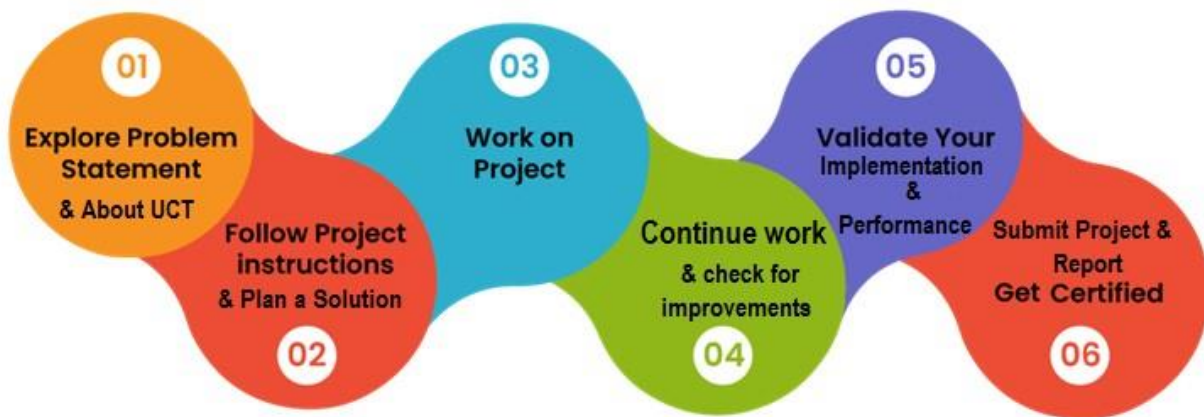 01
Explore Problem
Statement
& About UCT
Follow Project
instructions
& Plan a Solution
02
03
Work on
Project
Continue work
& check for
improvements
04
05
Validate Your
Implementation
&
Performance
Submit Project &
Report
Get Certified
06